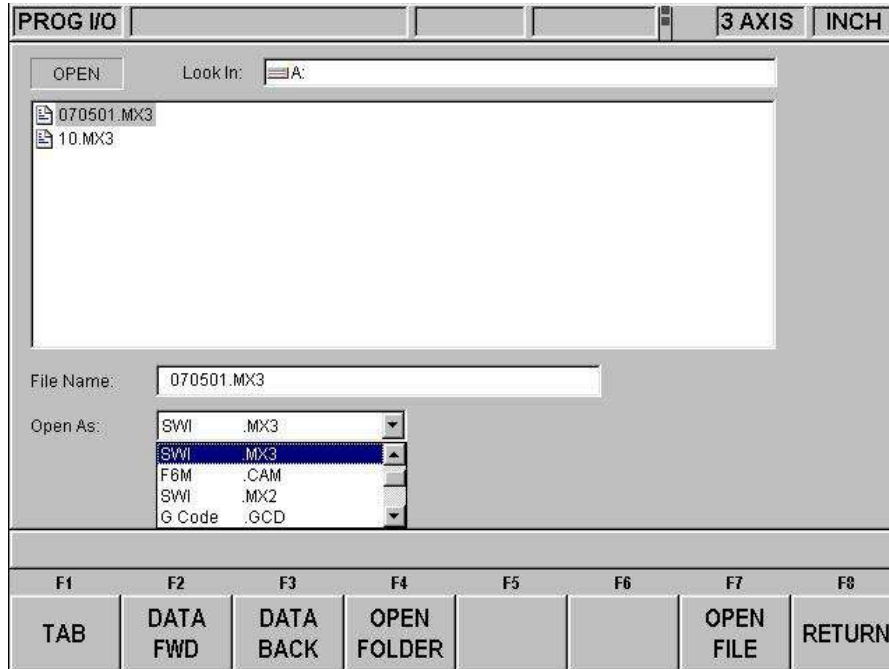 PROG I/O 3 AXIS INCH
OPEN Look In: A:
070501.MX3
10.MX3
File Name: 070501.MX3
Open As: SWI .MX3
SWI .MX3
F6M .CAM
SWI .MX2
G Code .GCD
F1 F2 F3 F4 F5 F6 F7 F8
TAB DATA FWD DATA BACK OPEN FOLDER OPEN FILE RETURN